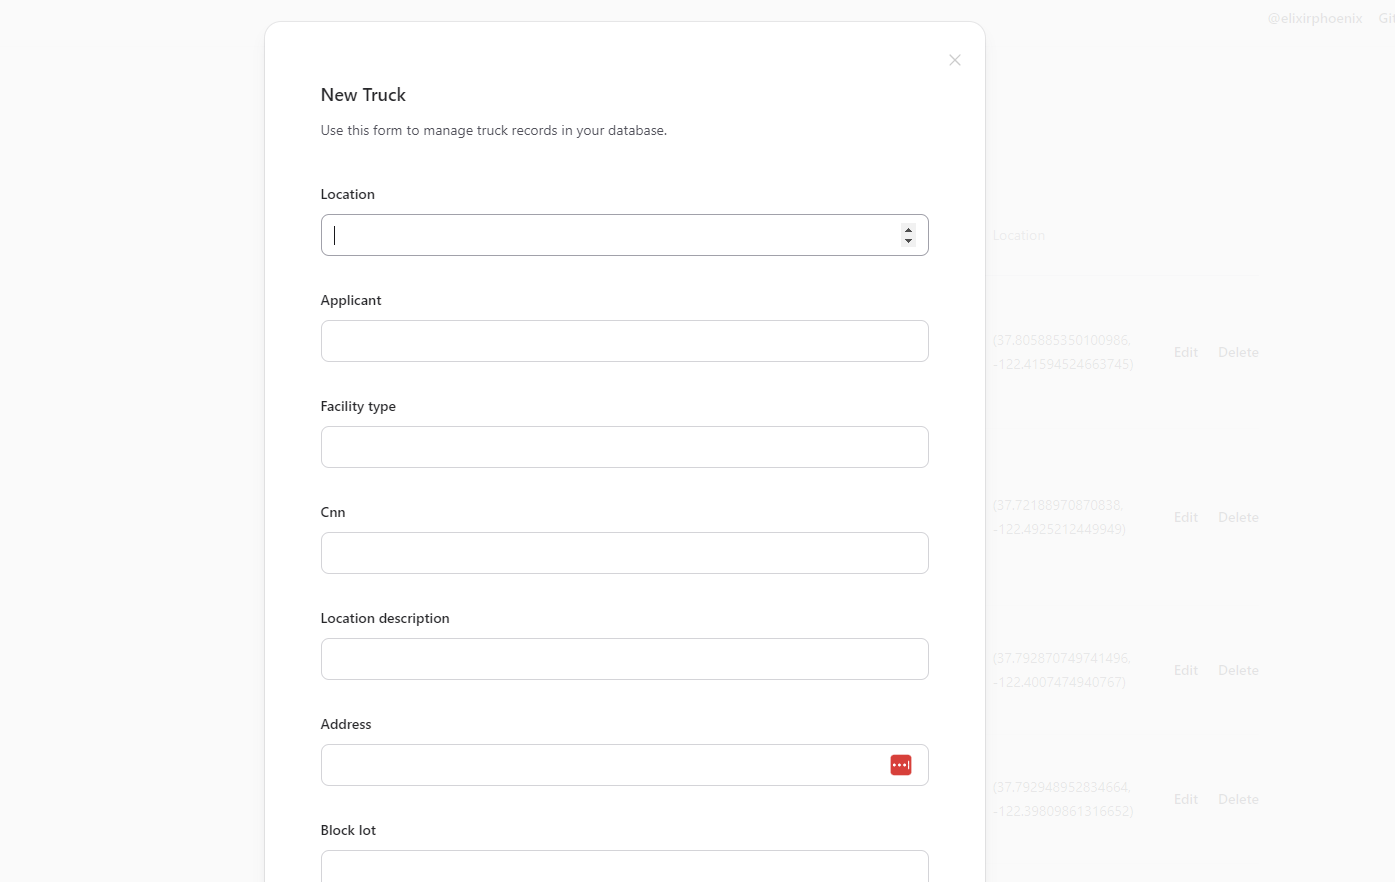 @elixirphoenix Git
New Truck
Use this form to manage truck records in your database.
Location
Applicant
Facility type
Cnn
Location description
Address
Block lot
Location
(37.805885350100986,
-122.41594524663745)
Edit Delete
(37.72188970870838,
-122.4925212449949)
Edit Delete
(37.792870749741496,
-122.4007474940767)
Edit Delete
(37.792948952834664,
-122.39809861316652)
Edit Delete